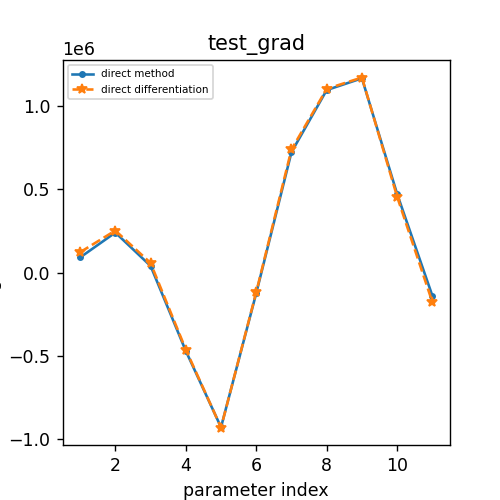 test_grad
1e6
direct method
direct differentiation
1.0
0.5
0.0
−0.5
−1.0
2 4 6 8 10
parameter index